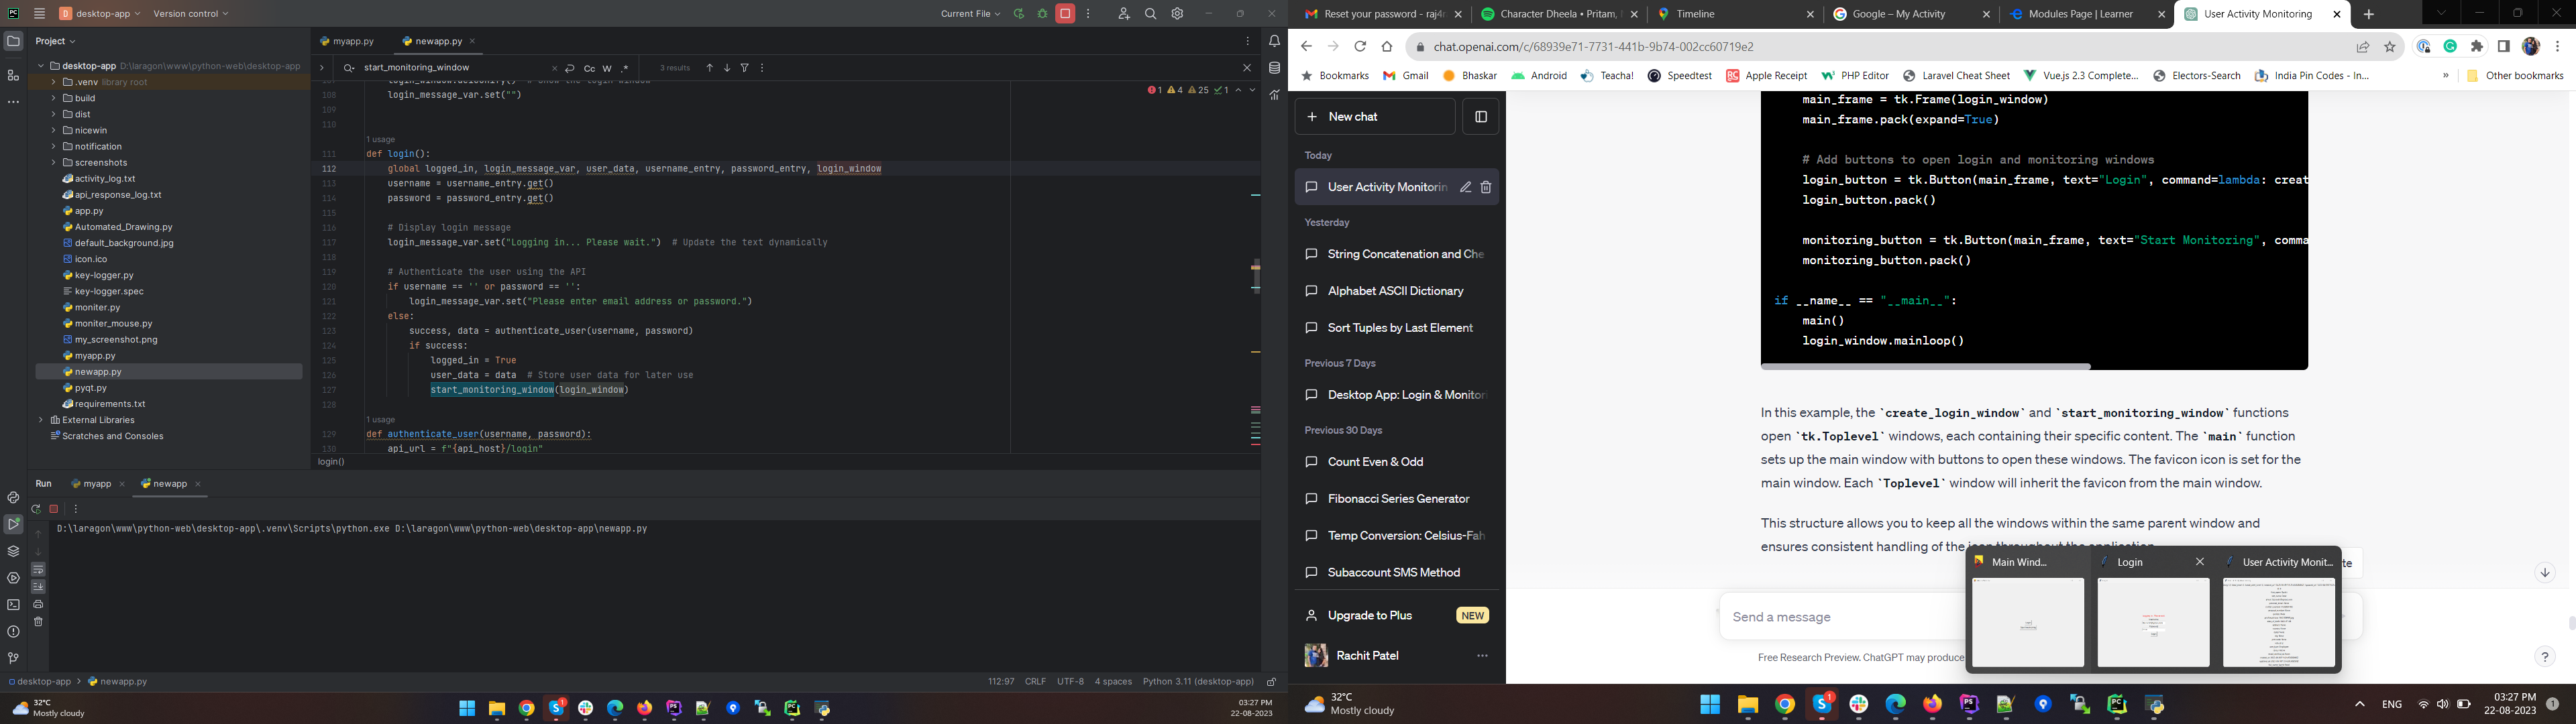 desktop-app
Version control
Current File
Project
desktop-app D:\laragon\www\python-web\desktop-app
.venv library root
build
dist
nicewin
notification
screenshots
activity_log.txt
api_response_log.txt
app.py
Automated_Drawing.py
default_background.jpg
icon.ico
key-logger.py
key-logger.spec
moniter.py
moniter_mouse.py
my_screenshot.png
myapp.py
newapp.py
pyqt.py
requirements.txt
External Libraries
Scratches and Consoles
myapp.py
newapp.py
start_monitoring_window
Cc W .*
3 results
1 4 25 1
108 login_message_var.set("")
109
110
1 usage
111 def login():
112 global logged_in, login_message_var, user_data, username_entry, password_entry, login_window
113 username = username_entry.get()
114 password = password_entry.get()
115
116 # Display login message
117 login_message_var.set("Logging in... Please wait.") # Update the text dynamically
118
119 # Authenticate the user using the API
120 if username == '' or password == '':
121 login_message_var.set("Please enter email address or password.")
122 else:
123 success, data = authenticate_user(username, password)
124 if success:
125 logged_in = True
126 user_data = data # Store user data for later use
127 start_monitoring_window(login_window)
128
1 usage
129 def authenticate_user(username, password):
130 api_url = f"{api_host}/login"
login()
Run
myapp
newapp
D:\laragon\www\python-web\desktop-app\.venv\Scripts\python.exe D:\laragon\www\python-web\desktop-app\newapp.py
desktop-app
newapp.py
112:97 CRLF UTF-8 4 spaces Python 3.11 (desktop-app)
32°C
Mostly cloudy
03:27 PM
22-08-2023
Reset your password - raj4r
Character Dheela • Pritam,
Timeline
Google – My Activity
Modules Page | Learner
User Activity Monitoring
chat.openai.com/c/68939e71-7731-441b-9b74-002cc60719e2
Bookmarks
Gmail
Bhaskar
Android
Teacha!
Speedtest
Apple Receipt
PHP Editor
Laravel Cheat Sheet
Vue.js 2.3 Complete...
Electors-Search
India Pin Codes - In...
Other bookmarks
New chat
Today
User Activity Monitorin
Yesterday
String Concatenation and Che
Alphabet ASCII Dictionary
Sort Tuples by Last Element
Previous 7 Days
Desktop App: Login & Monitori
Previous 30 Days
Count Even & Odd
Fibonacci Series Generator
Temp Conversion: Celsius-Fah
Subaccount SMS Method
Upgrade to Plus
NEW
Rachit Patel
main_frame = tk.Frame(login_window)
main_frame.pack(expand=True)
# Add buttons to open login and monitoring windows
login_button = tk.Button(main_frame, text="Login", command=lambda: creat
login_button.pack()
monitoring_button = tk.Button(main_frame, text="Start Monitoring", comma
monitoring_button.pack()
if __name__ == "__main__":
main()
login_window.mainloop()
In this example, the `create_login_window` and `start_monitoring_window` functions
open `tk.Toplevel` windows, each containing their specific content. The `main` function
sets up the main window with buttons to open these windows. The favicon icon is set for the
main window. Each `Toplevel` window will inherit the favicon from the main window.
This structure allows you to keep all the windows within the same parent window and
ensures consistent handling of the icon throughout the application.
Send a message
Free Research Preview. ChatGPT may produce
Main Wind...
Login
User Activity Monit...
te
?
32°C
Mostly cloudy
ENG
03:27 PM
22-08-2023